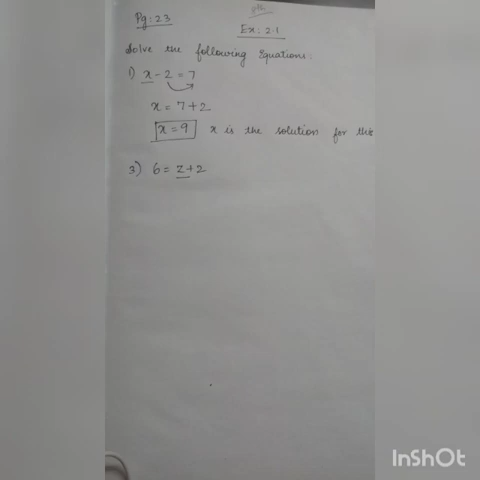 8th
Pg: 23
Ex: 2.1
Solve the following Equations:
1) x - 2 = 7
x = 7 + 2
x = 9 x is the solution for this
3) 6 = z + 2
InShOt